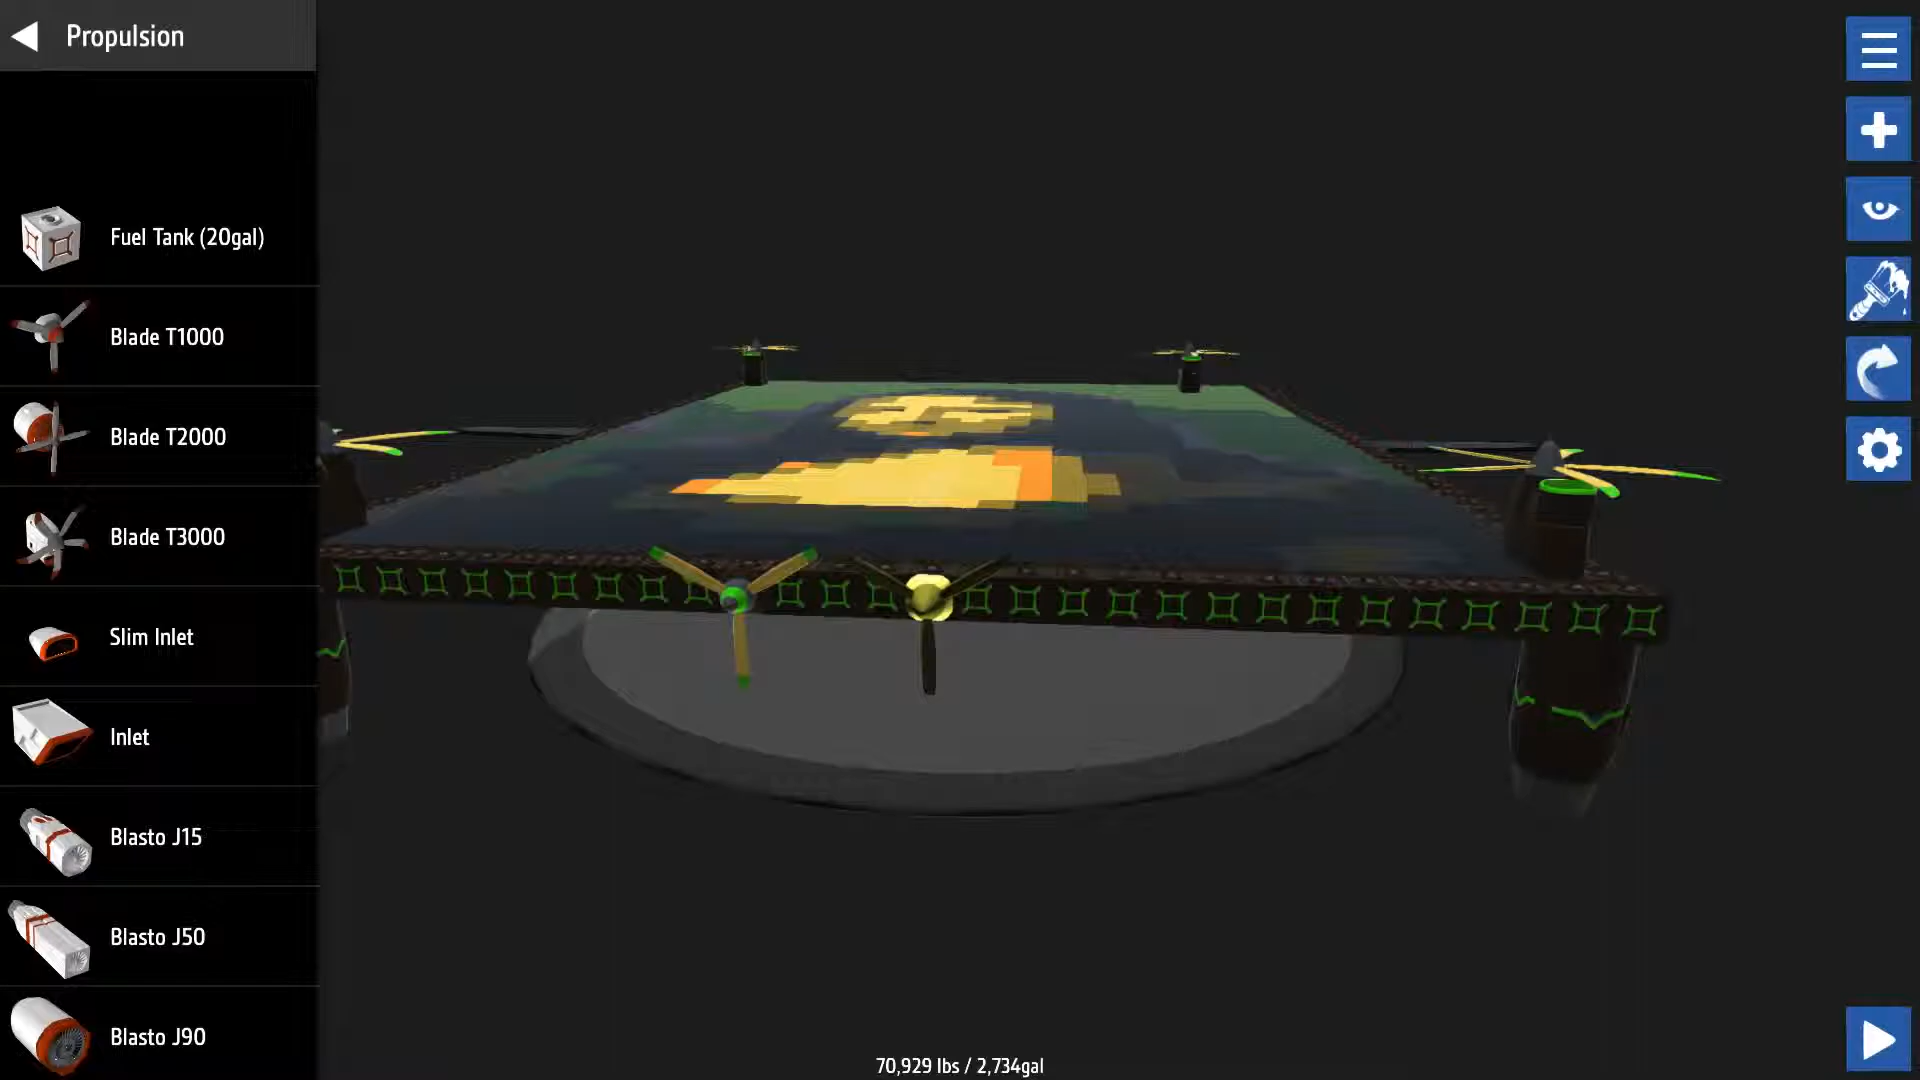 Propulsion
Fuel Tank (20gal)
Blade T1000
Blade T2000
Blade T3000
Slim Inlet
Inlet
Blasto J15
Blasto J50
Blasto J90
70,929 lbs / 2,734gal